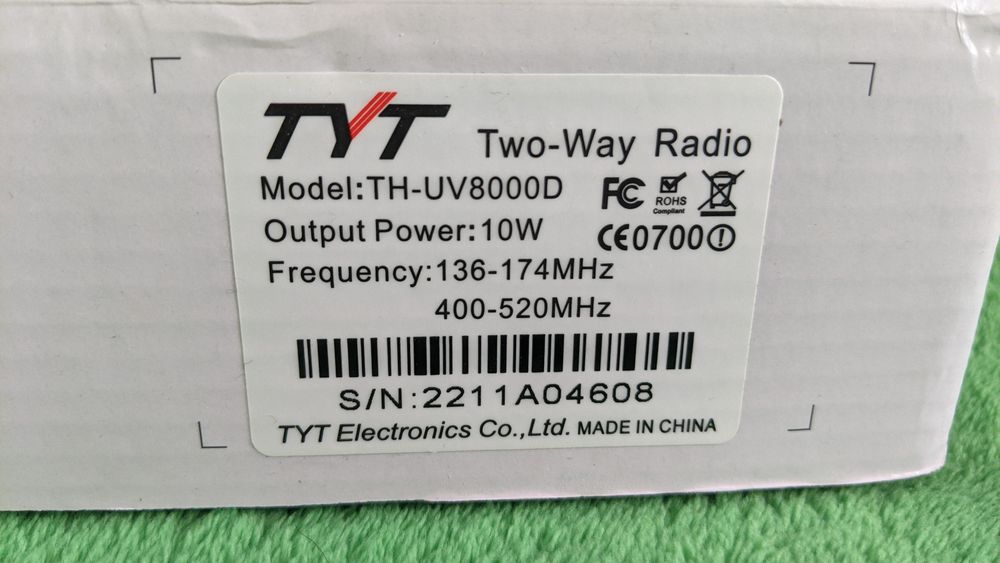 TYT Two-Way Radio
Model:TH-UV8000D
FC
ROHS
Compliant
Output Power:10W
CE0700!
Frequency:136-174MHz
400-520MHz
S/N:2211A04608
TYT Electronics Co.,Ltd. MADE IN CHINA